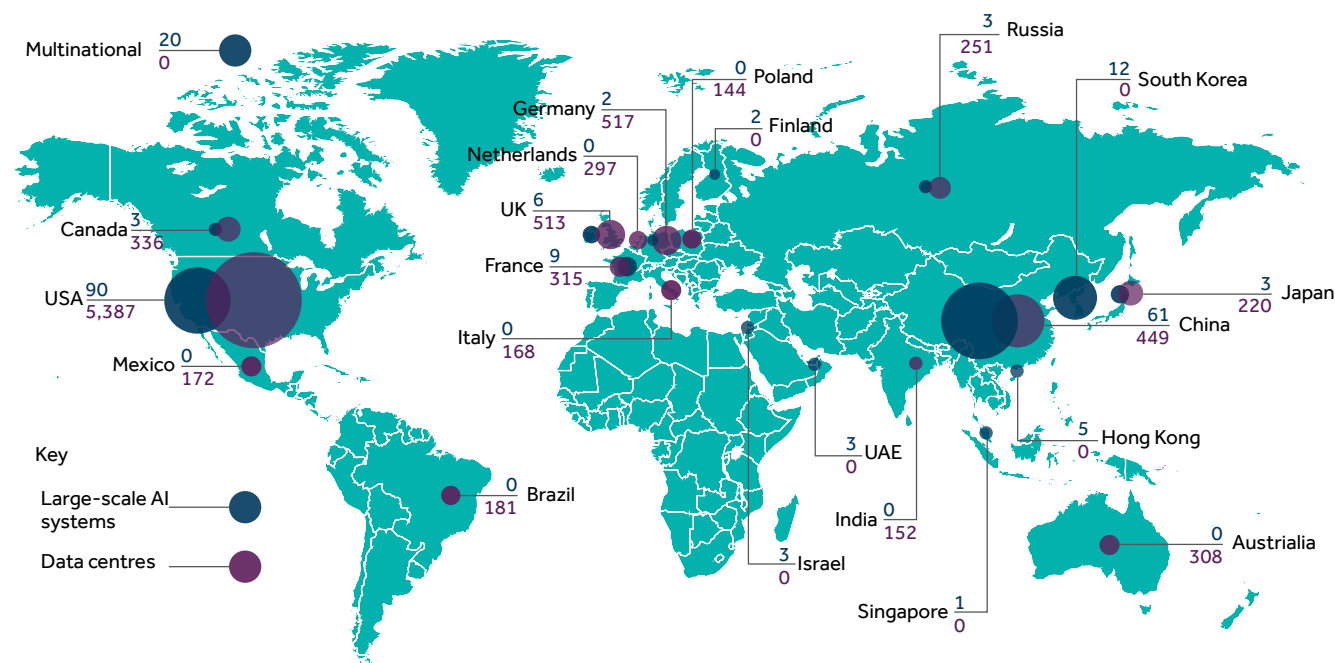 Multinational 20
0
3 Russia
251
0 Poland
144
12 South Korea
0
Germany 2
517
2 Finland
0
Netherlands 0
297
UK 6
513
Canada 3
336
France 9
315
USA 90
5,387
3 Japan
220
61 China
449
Italy 0
168
Mexico 0
172
5 Hong Kong
0
3 UAE
0
Key
Large-scale AI
systems
Data centres
0 Brazil
181
India 0
152
0 Austrialia
308
3 Israel
0
Singapore 1
0